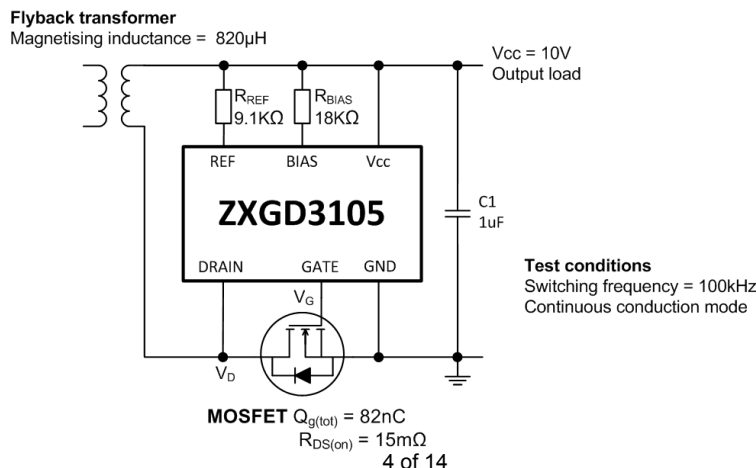 Flyback transformer
Magnetising inductance = 820µH
Vcc = 10V
Output load
R_REF
9.1KΩ
R_BIAS
18KΩ
REF
BIAS
Vcc
ZXGD3105
C1
1uF
DRAIN
GATE
GND
Test conditions
Switching frequency = 100kHz
Continuous conduction mode
V_G
V_D
MOSFET Q_g(tot) = 82nC
R_DS(on) = 15mΩ
4 of 14